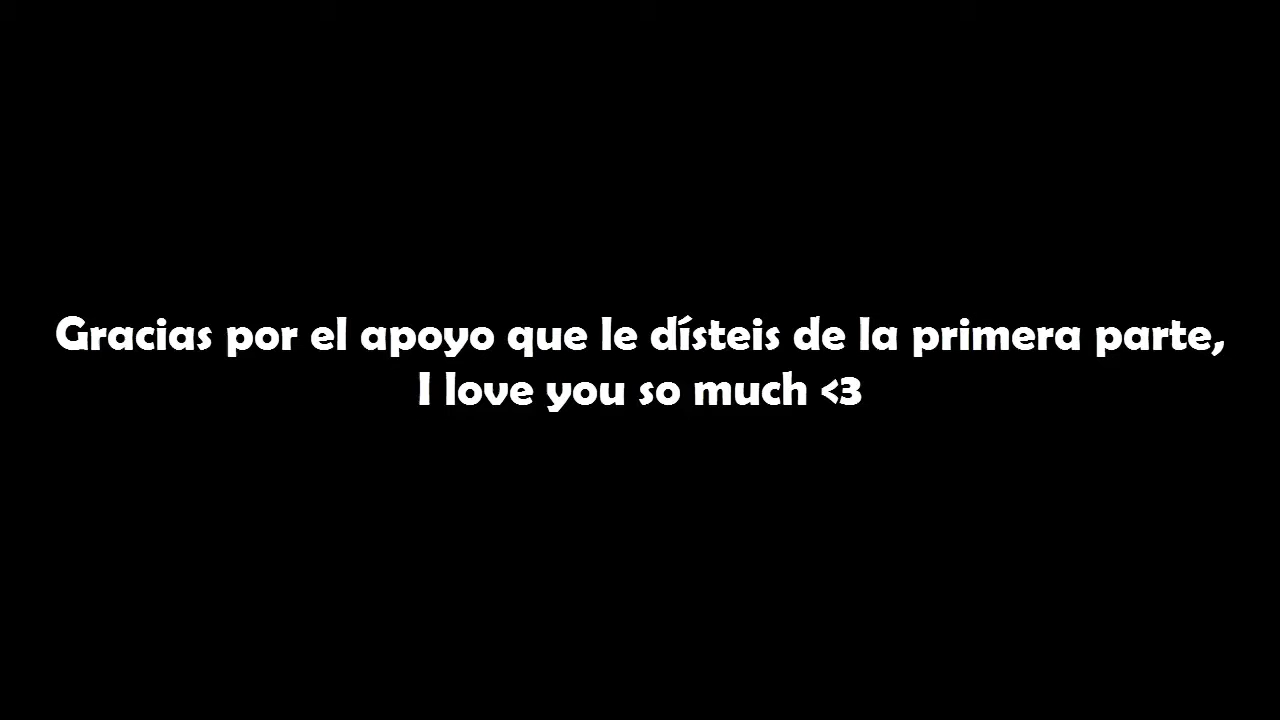 Gracias por el apoyo que le dísteis de la primera parte,
I love you so much <3